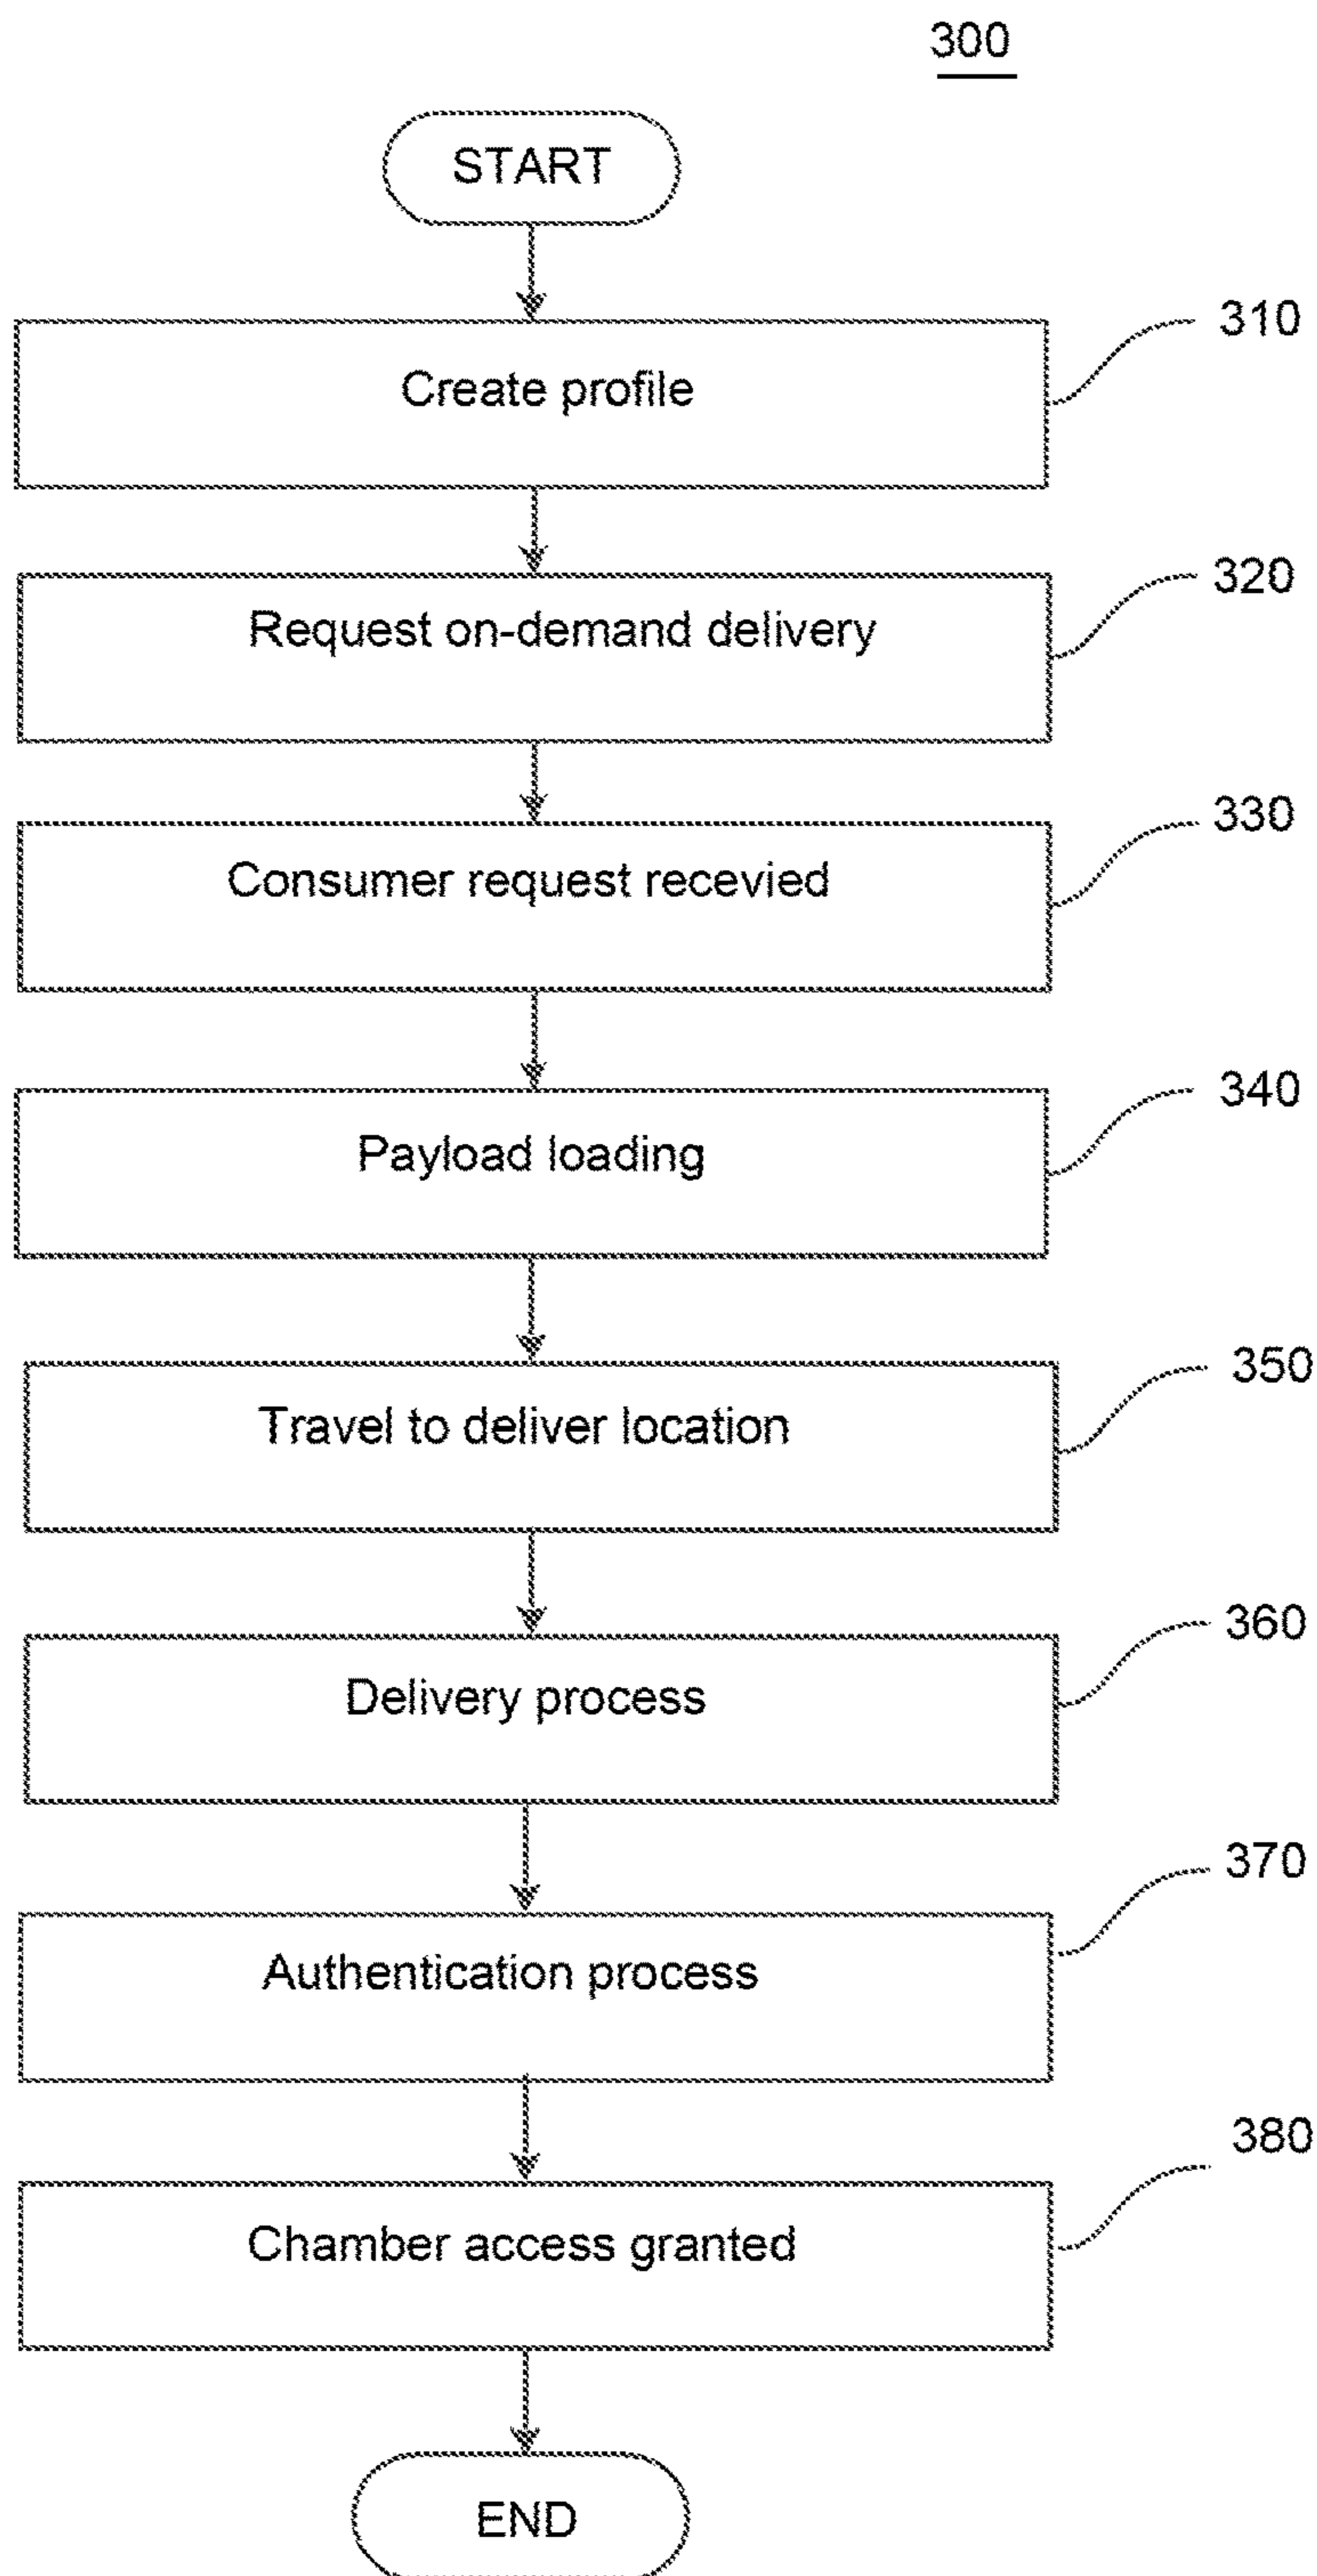 300
START
310
Create profile
320
Request on-demand delivery
330
Consumer request recevied
340
Payload loading
350
Travel to deliver location
360
Delivery process
370
Authentication process
380
Chamber access granted
END